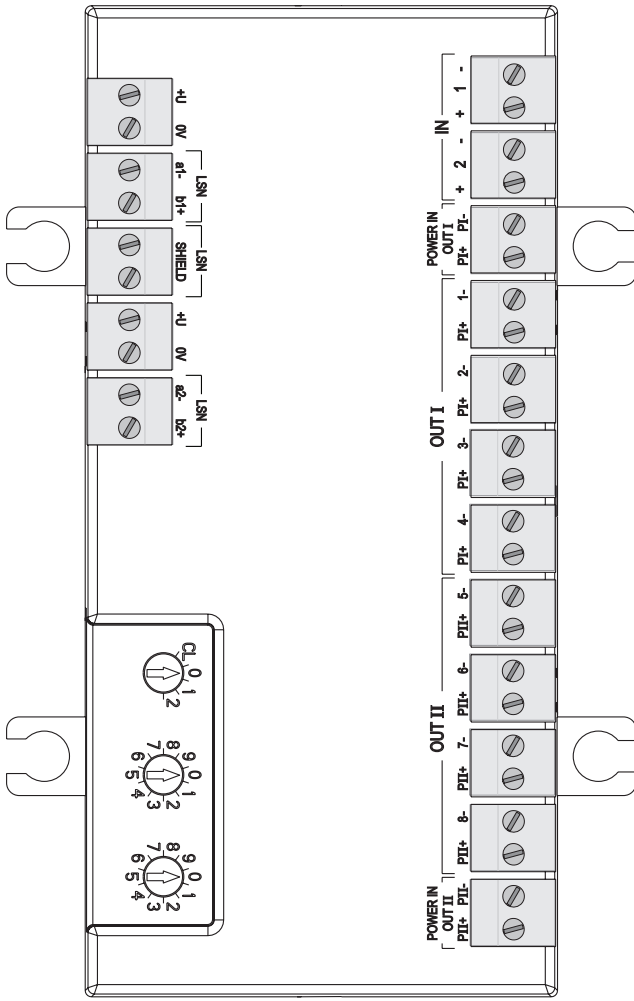 +U
0V
a1-
b1+
LSN
SHIELD
LSN
+U
0V
a2-
b2+
LSN
IN
- 1 +
- 2 +
POWER IN
OUT I
PI-
PI+
OUT I
1-
PI+
2-
PI+
3-
PI+
4-
PI+
OUT II
5-
PII+
6-
PII+
7-
PII+
8-
PII+
POWER IN
OUT II
PII-
PII+
CL 0 1 2
0 1 2 3 4 5 6 7 8 9
0 1 2 3 4 5 6 7 8 9